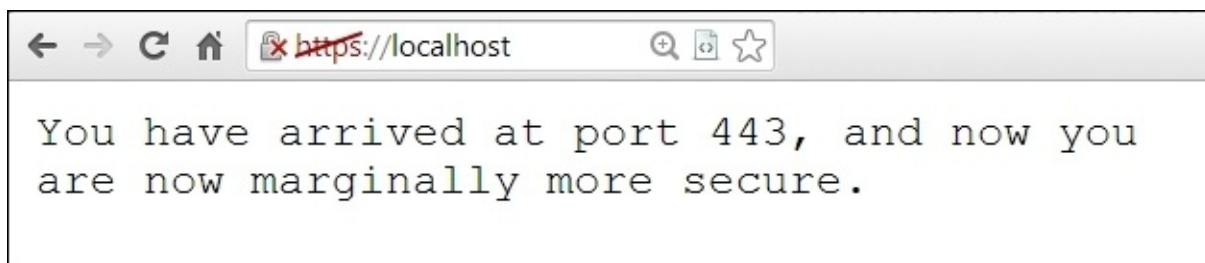 https://localhost
You have arrived at port 443, and now you
are now marginally more secure.